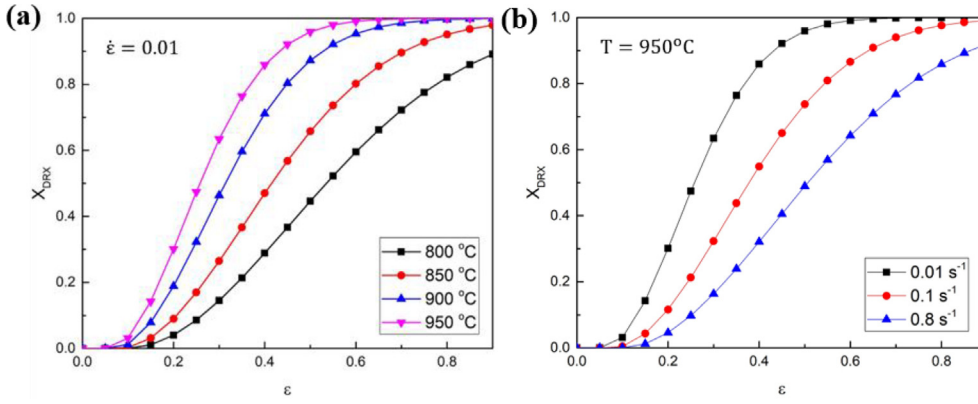 (a)
ε̇ = 0.01
X_DRX
1.0
0.8
0.6
0.4
0.2
0.0
0.0 0.2 0.4 0.6 0.8
ε
800 °C
850 °C
900 °C
950 °C
(b)
T = 950°C
X_DRX
1.0
0.8
0.6
0.4
0.2
0.0
0.0 0.2 0.4 0.6 0.8
ε
0.01 s⁻¹
0.1 s⁻¹
0.8 s⁻¹